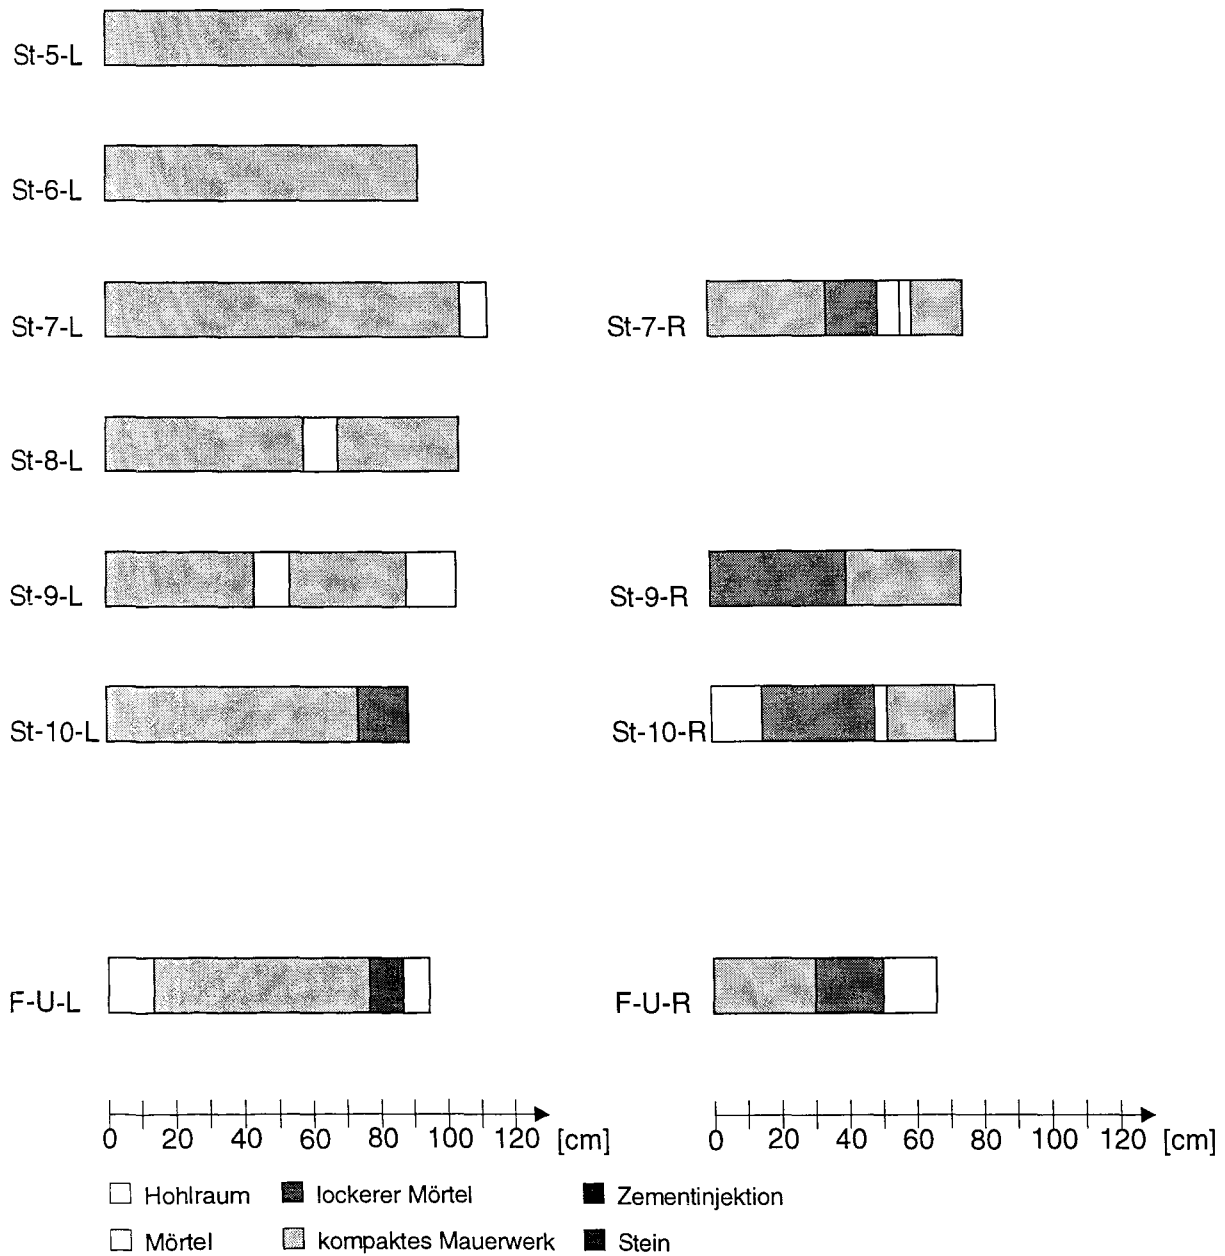 St-5-L
St-6-L
St-7-L St-7-R
St-8-L
St-9-L St-9-R
St-10-L St-10-R
F-U-L F-U-R
0 20 40 60 80 100 120 [cm] 0 20 40 60 80 100 120 [cm]
Hohlraum lockerer Mörtel Zementinjektion
Mörtel kompaktes Mauerwerk Stein